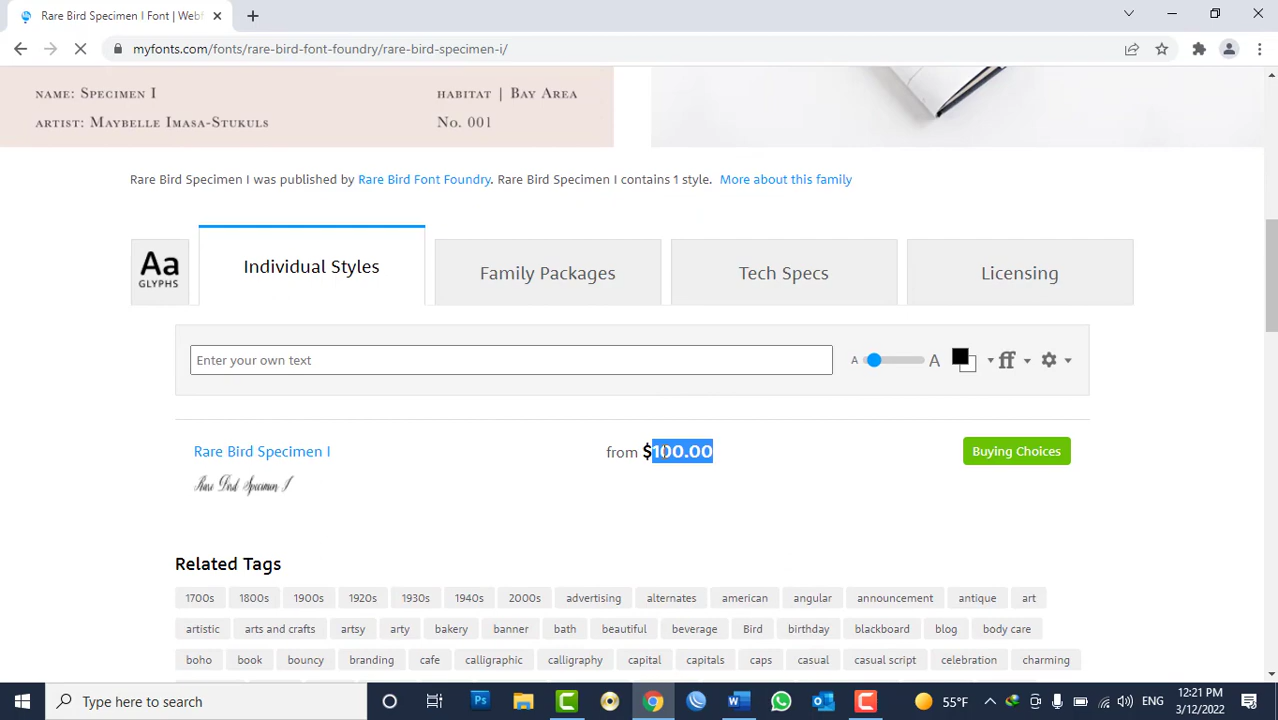 Rare Bird Specimen I Font | Webf
myfonts.com/fonts/rare-bird-font-foundry/rare-bird-specimen-i/
NAME: SPECIMEN I
HABITAT | BAY AREA
ARTIST: MAYBELLE IMASA-STUKULS
No. 001
Rare Bird Specimen I was published by Rare Bird Font Foundry. Rare Bird Specimen I contains 1 style. More about this family
Aa
GLYPHS
Individual Styles
Family Packages
Tech Specs
Licensing
Enter your own text
A A ff
Rare Bird Specimen I
from $100.00
Buying Choices
Rare Bird Specimen I
Related Tags
1700s 1800s 1900s 1920s 1930s 1940s 2000s advertising alternates american angular announcement antique art
artistic arts and crafts artsy arty bakery banner bath beautiful beverage Bird birthday blackboard blog body care
boho book bouncy branding cafe calligraphic calligraphy capital capitals caps casual casual script celebration charming
Type here to search
Ps
W
55°F
ENG
12:21 PM
3/12/2022